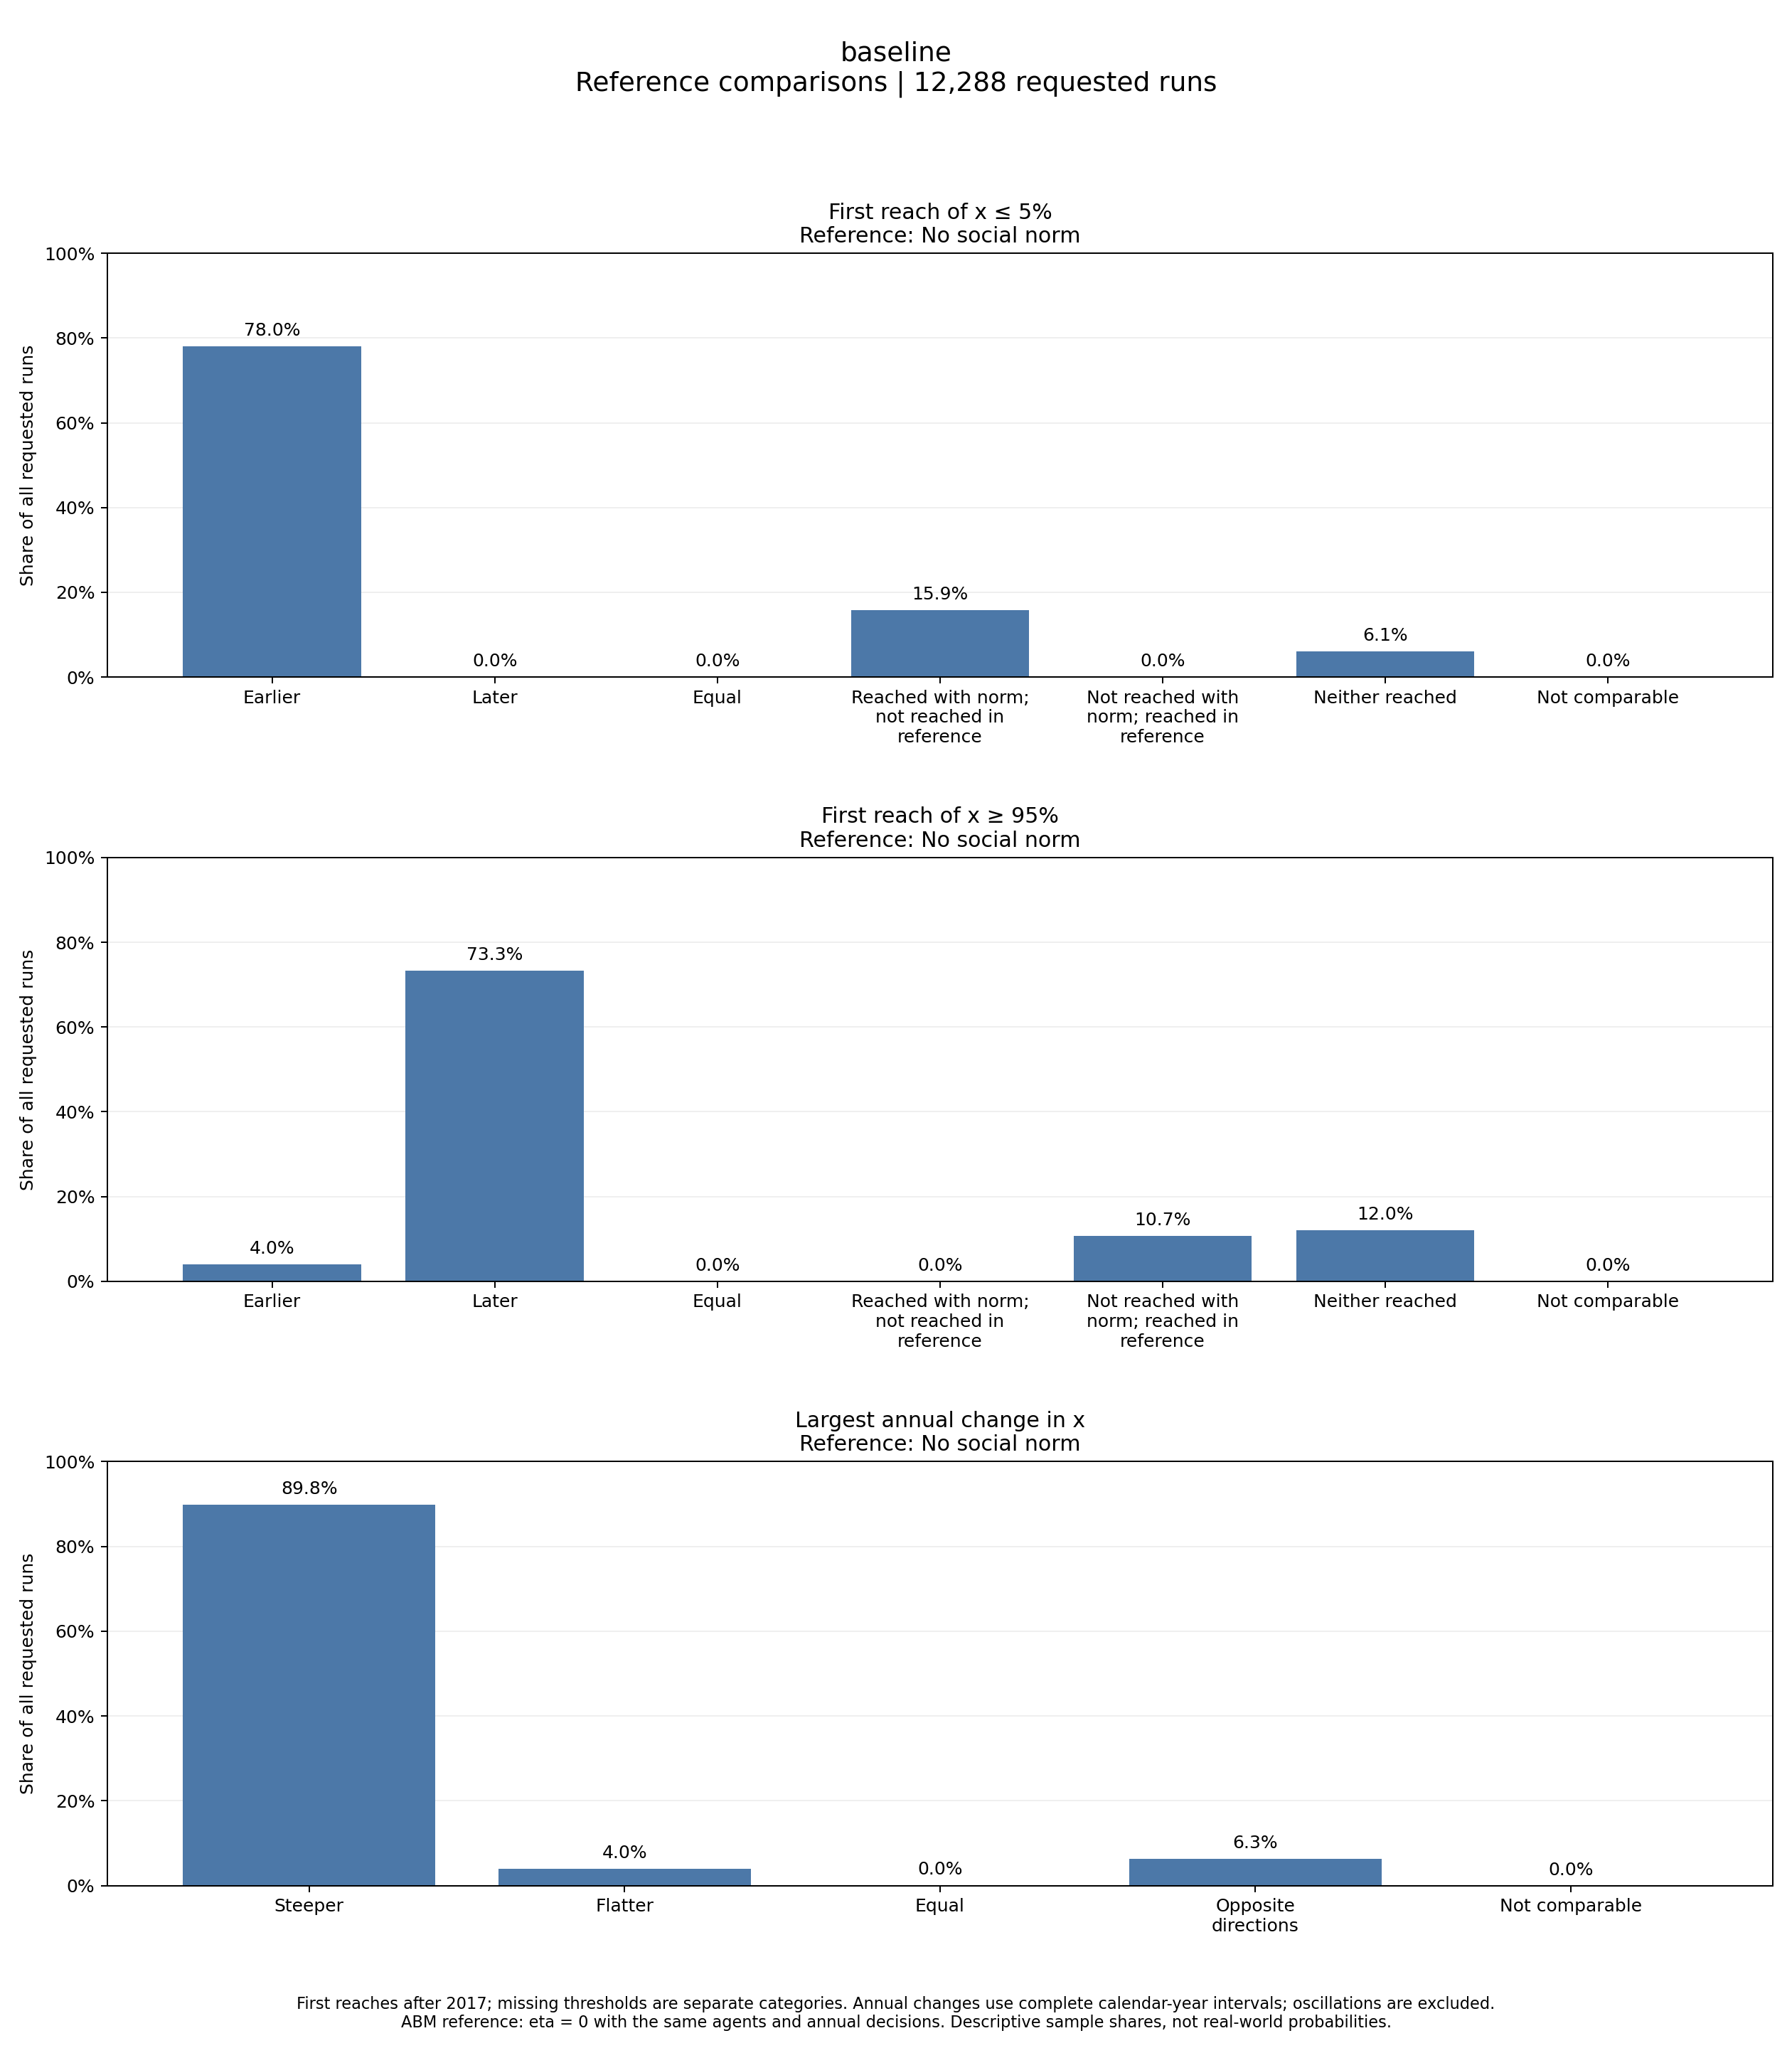 baseline
Reference comparisons | 12,288 requested runs
First reach of x ≤ 5%
Reference: No social norm
Share of all requested runs
100%
80%
60%
40%
20%
0%
78.0%
0.0%
0.0%
15.9%
0.0%
6.1%
0.0%
Earlier
Later
Equal
Reached with norm;
not reached in
reference
Not reached with
norm; reached in
reference
Neither reached
Not comparable
First reach of x ≥ 95%
Reference: No social norm
Share of all requested runs
100%
80%
60%
40%
20%
0%
4.0%
73.3%
0.0%
0.0%
10.7%
12.0%
0.0%
Earlier
Later
Equal
Reached with norm;
not reached in
reference
Not reached with
norm; reached in
reference
Neither reached
Not comparable
Largest annual change in x
Reference: No social norm
Share of all requested runs
100%
80%
60%
40%
20%
0%
89.8%
4.0%
0.0%
6.3%
0.0%
Steeper
Flatter
Equal
Opposite
directions
Not comparable
First reaches after 2017; missing thresholds are separate categories. Annual changes use complete calendar-year intervals; oscillations are excluded.
ABM reference: eta = 0 with the same agents and annual decisions. Descriptive sample shares, not real-world probabilities.